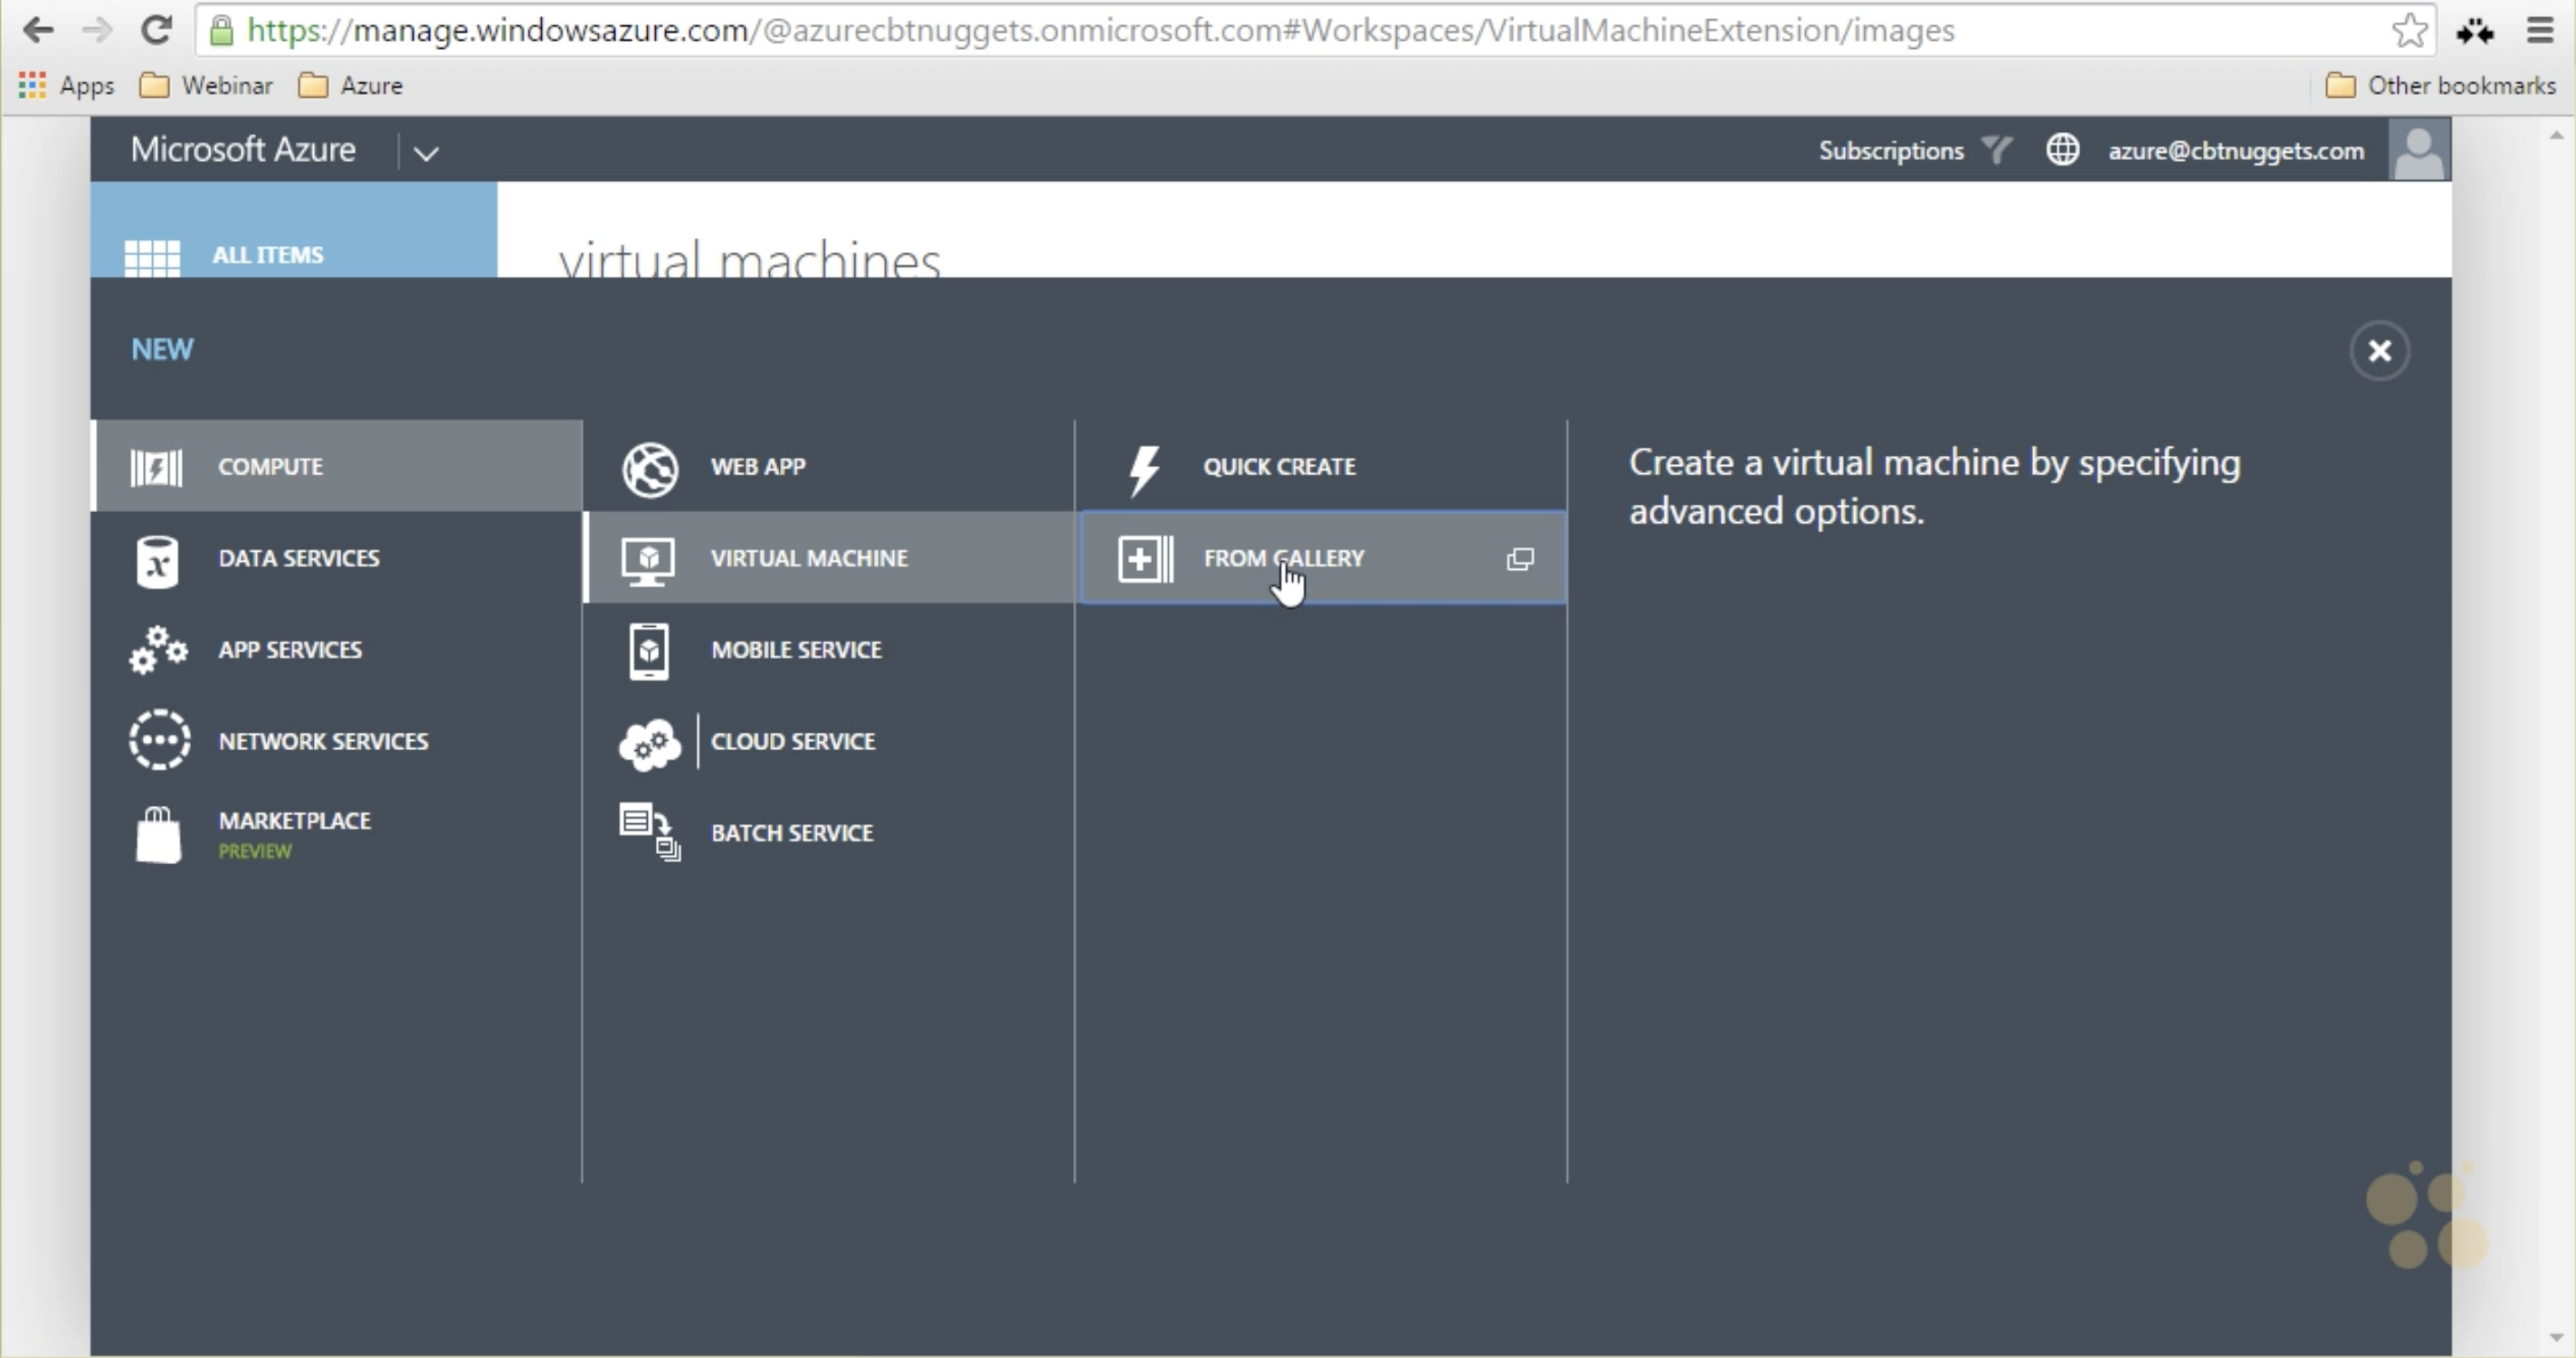 https://manage.windowsazure.com/@azurecbtnuggets.onmicrosoft.com#Workspaces/VirtualMachineExtension/images
Apps Webinar Azure Other bookmarks
Microsoft Azure Subscriptions azure@cbtnuggets.com
ALL ITEMS
virtual machines
NEW
COMPUTE
DATA SERVICES
APP SERVICES
NETWORK SERVICES
MARKETPLACE
PREVIEW
WEB APP
VIRTUAL MACHINE
MOBILE SERVICE
CLOUD SERVICE
BATCH SERVICE
QUICK CREATE
FROM GALLERY
Create a virtual machine by specifying
advanced options.